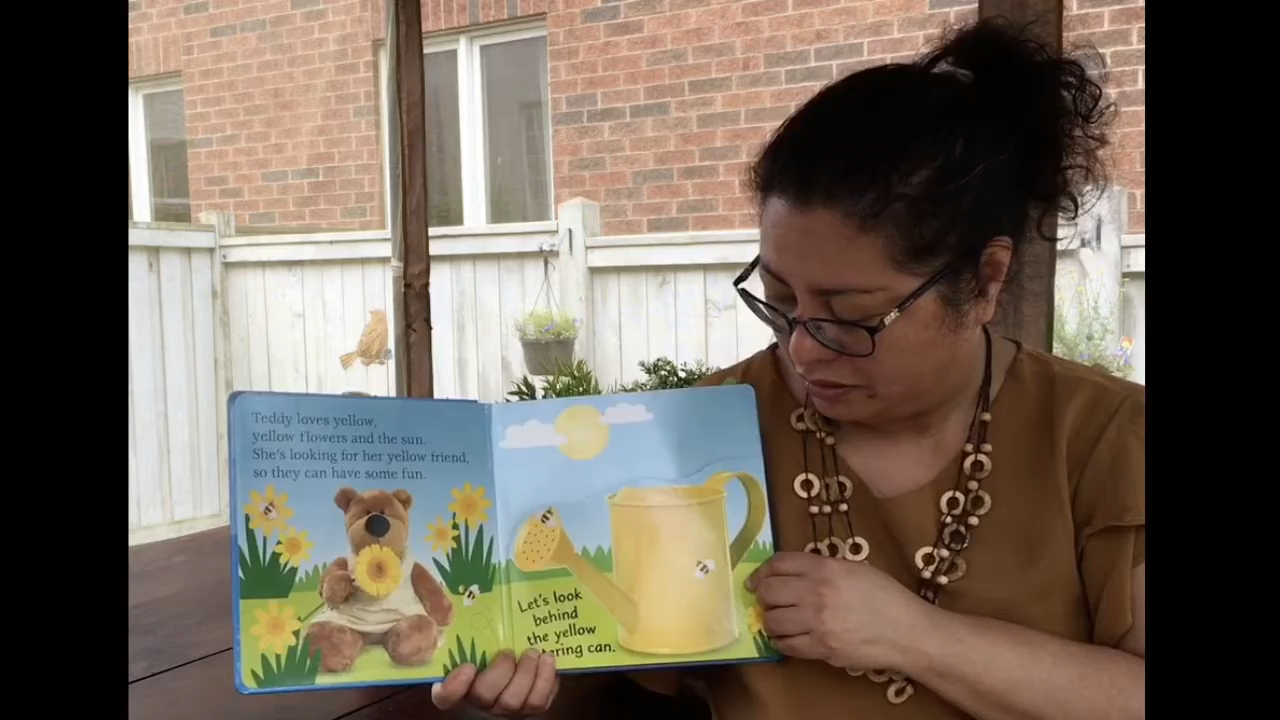 Teddy loves yellow,
yellow flowers and the sun.
She's looking for her yellow friend,
so they can have some fun.
Let's look
behind
the yellow
can.